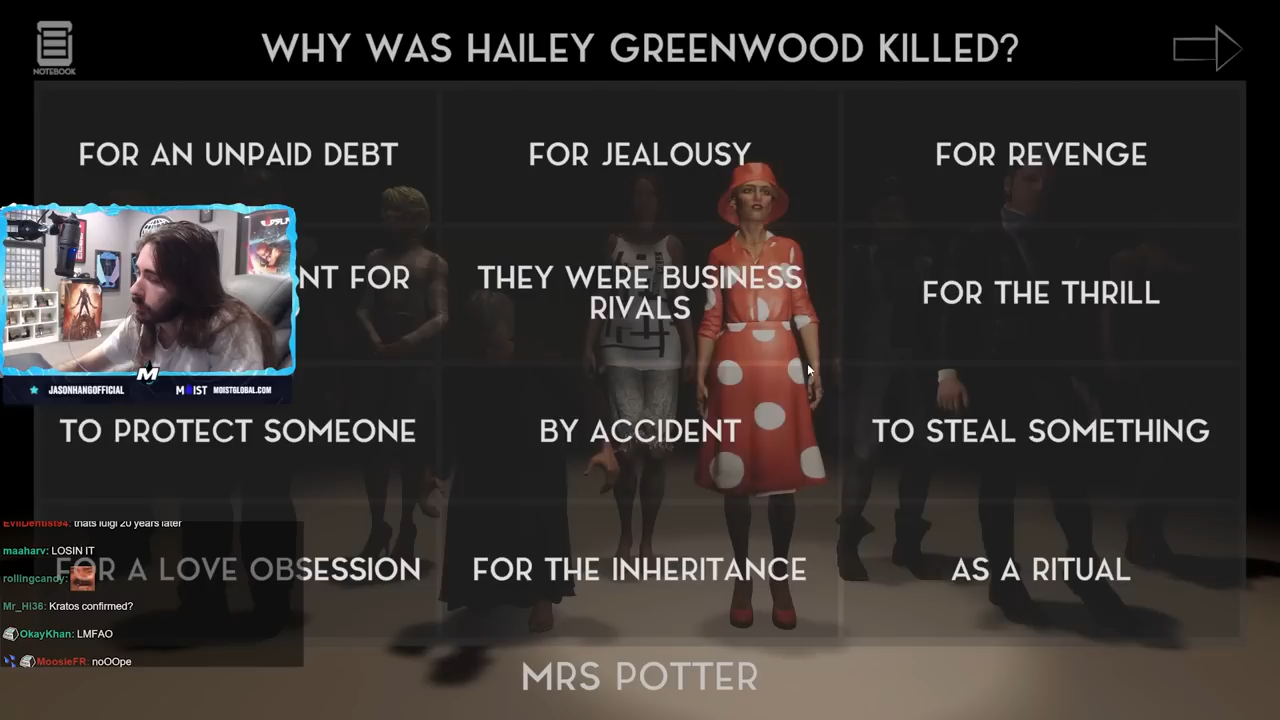 WHY WAS HAILEY GREENWOOD KILLED?
NOTEBOOK
FOR AN UNPAID DEBT
FOR JEALOUSY
FOR REVENGE
NT FOR
THEY WERE BUSINESS
RIVALS
FOR THE THRILL
M
JASONHANGOFFICIAL
MOIST MOISTGLOBAL.COM
TO PROTECT SOMEONE
BY ACCIDENT
TO STEAL SOMETHING
EvilDentist94: thats luigi 20 years later
maaharv: LOSIN IT
rollingcandy:
FOR A LOVE OBSESSION
FOR THE INHERITANCE
AS A RITUAL
Mr_HI36: Kratos confirmed?
OkayKhan: LMFAO
MoosieFR: noOOpe
MRS POTTER